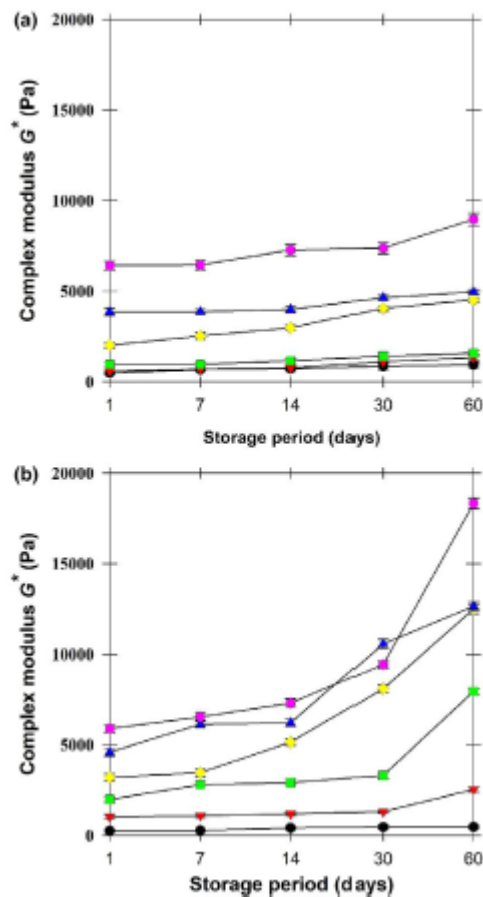 (a)
20000
15000
10000
5000
0
Complex modulus G* (Pa)
1 7 14 30 60
Storage period (days)
(b)
20000
15000
10000
5000
0
Complex modulus G* (Pa)
1 7 14 30 60
Storage period (days)